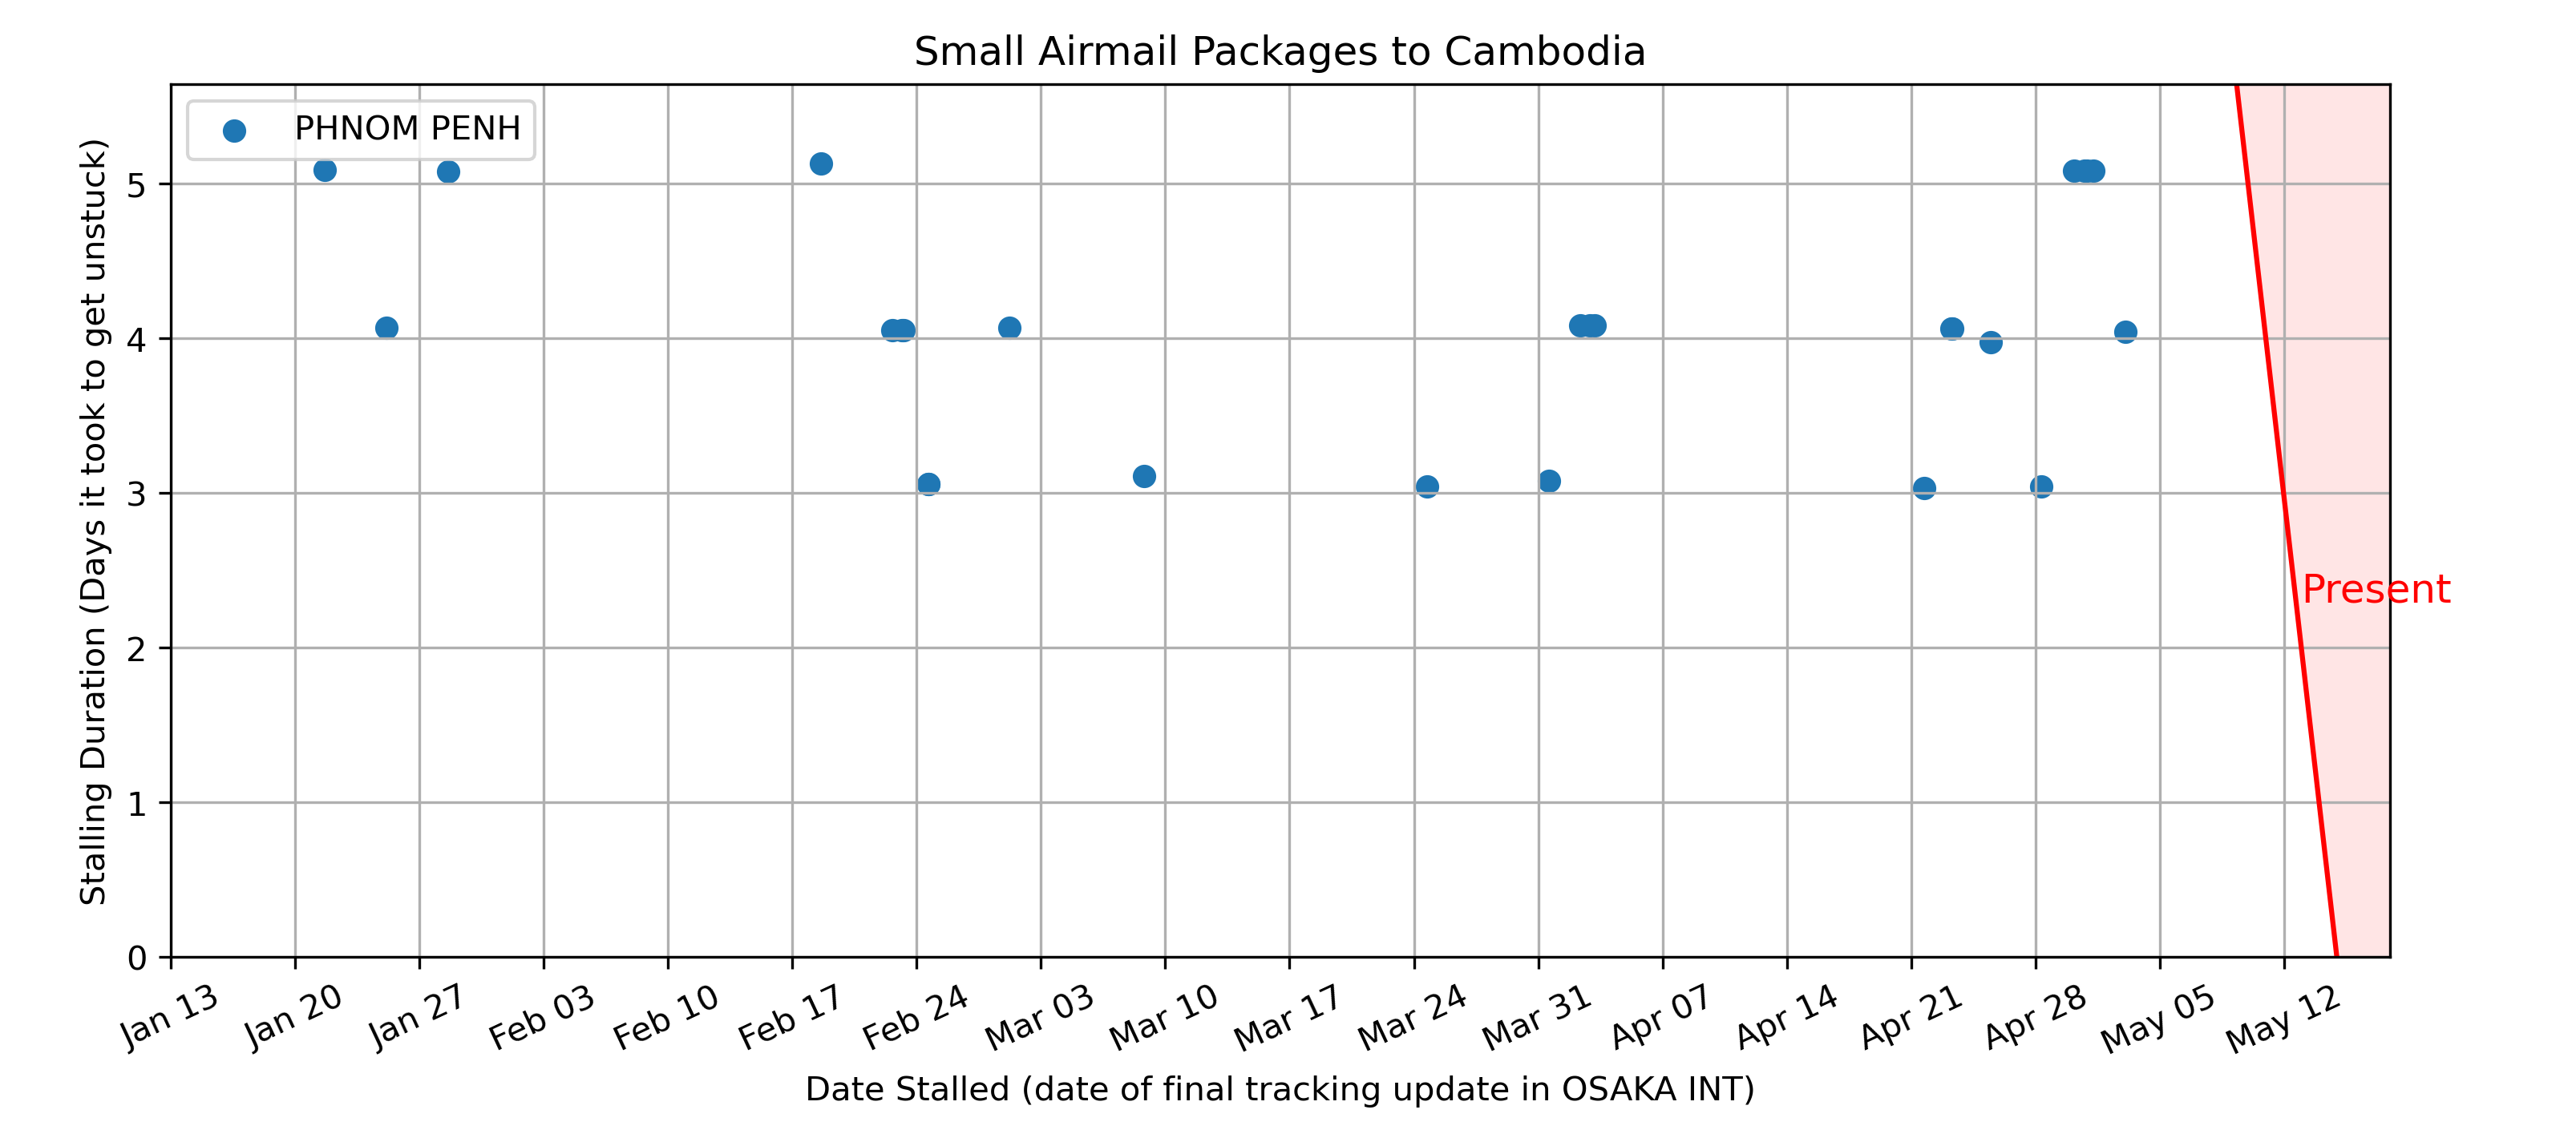 Small Airmail Packages to Cambodia
PHNOM PENH
Stalling Duration (Days it took to get unstuck)
5
4
3
2
1
0
Present
Jan 13
Jan 20
Jan 27
Feb 03
Feb 10
Feb 17
Feb 24
Mar 03
Mar 10
Mar 17
Mar 24
Mar 31
Apr 07
Apr 14
Apr 21
Apr 28
May 05
May 12
Date Stalled (date of final tracking update in OSAKA INT)